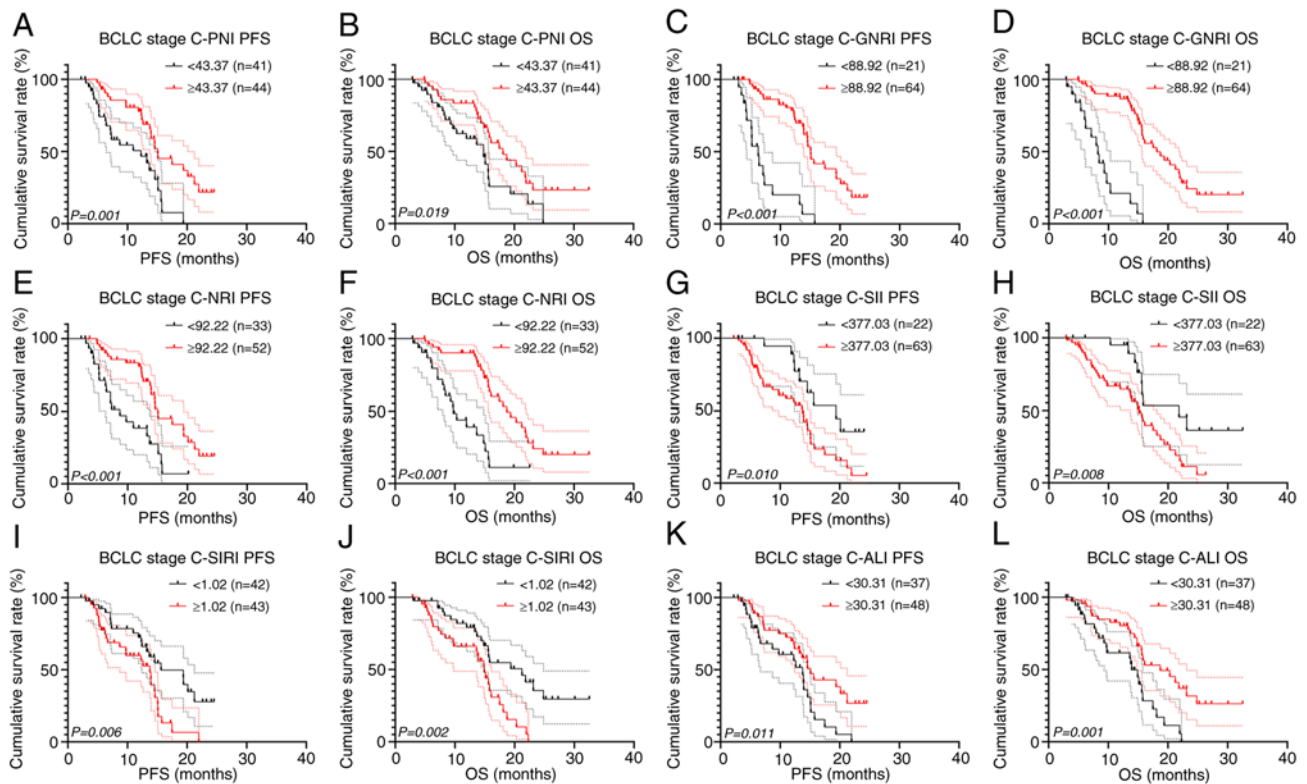 A
BCLC stage C-PNI PFS
Cumulative survival rate (%)
<43.37 (n=41)
≥43.37 (n=44)
100
50
0
P=0.001
0 10 20 30 40
PFS (months)
B
BCLC stage C-PNI OS
Cumulative survival rate (%)
<43.37 (n=41)
≥43.37 (n=44)
100
50
0
P=0.019
0 10 20 30 40
OS (months)
C
BCLC stage C-GNRI PFS
Cumulative survival rate (%)
<88.92 (n=21)
≥88.92 (n=64)
100
50
0
P<0.001
0 10 20 30 40
PFS (months)
D
BCLC stage C-GNRI OS
Cumulative survival rate (%)
<88.92 (n=21)
≥88.92 (n=64)
100
50
0
P<0.001
0 10 20 30 40
OS (months)
E
BCLC stage C-NRI PFS
Cumulative survival rate (%)
<92.22 (n=33)
≥92.22 (n=52)
100
50
0
P<0.001
0 10 20 30 40
PFS (months)
F
BCLC stage C-NRI OS
Cumulative survival rate (%)
<92.22 (n=33)
≥92.22 (n=52)
100
50
0
P<0.001
0 10 20 30 40
OS (months)
G
BCLC stage C-SII PFS
Cumulative survival rate (%)
<377.03 (n=22)
≥377.03 (n=63)
100
50
0
P=0.010
0 10 20 30 40
PFS (months)
H
BCLC stage C-SII OS
Cumulative survival rate (%)
<377.03 (n=22)
≥377.03 (n=63)
100
50
0
P=0.008
0 10 20 30 40
OS (months)
I
BCLC stage C-SIRI PFS
Cumulative survival rate (%)
<1.02 (n=42)
≥1.02 (n=43)
100
50
0
P=0.006
0 10 20 30 40
PFS (months)
J
BCLC stage C-SIRI OS
Cumulative survival rate (%)
<1.02 (n=42)
≥1.02 (n=43)
100
50
0
P=0.002
0 10 20 30 40
OS (months)
K
BCLC stage C-ALI PFS
Cumulative survival rate (%)
<30.31 (n=37)
≥30.31 (n=48)
100
50
0
P=0.011
0 10 20 30 40
PFS (months)
L
BCLC stage C-ALI OS
Cumulative survival rate (%)
<30.31 (n=37)
≥30.31 (n=48)
100
50
0
P=0.001
0 10 20 30 40
OS (months)